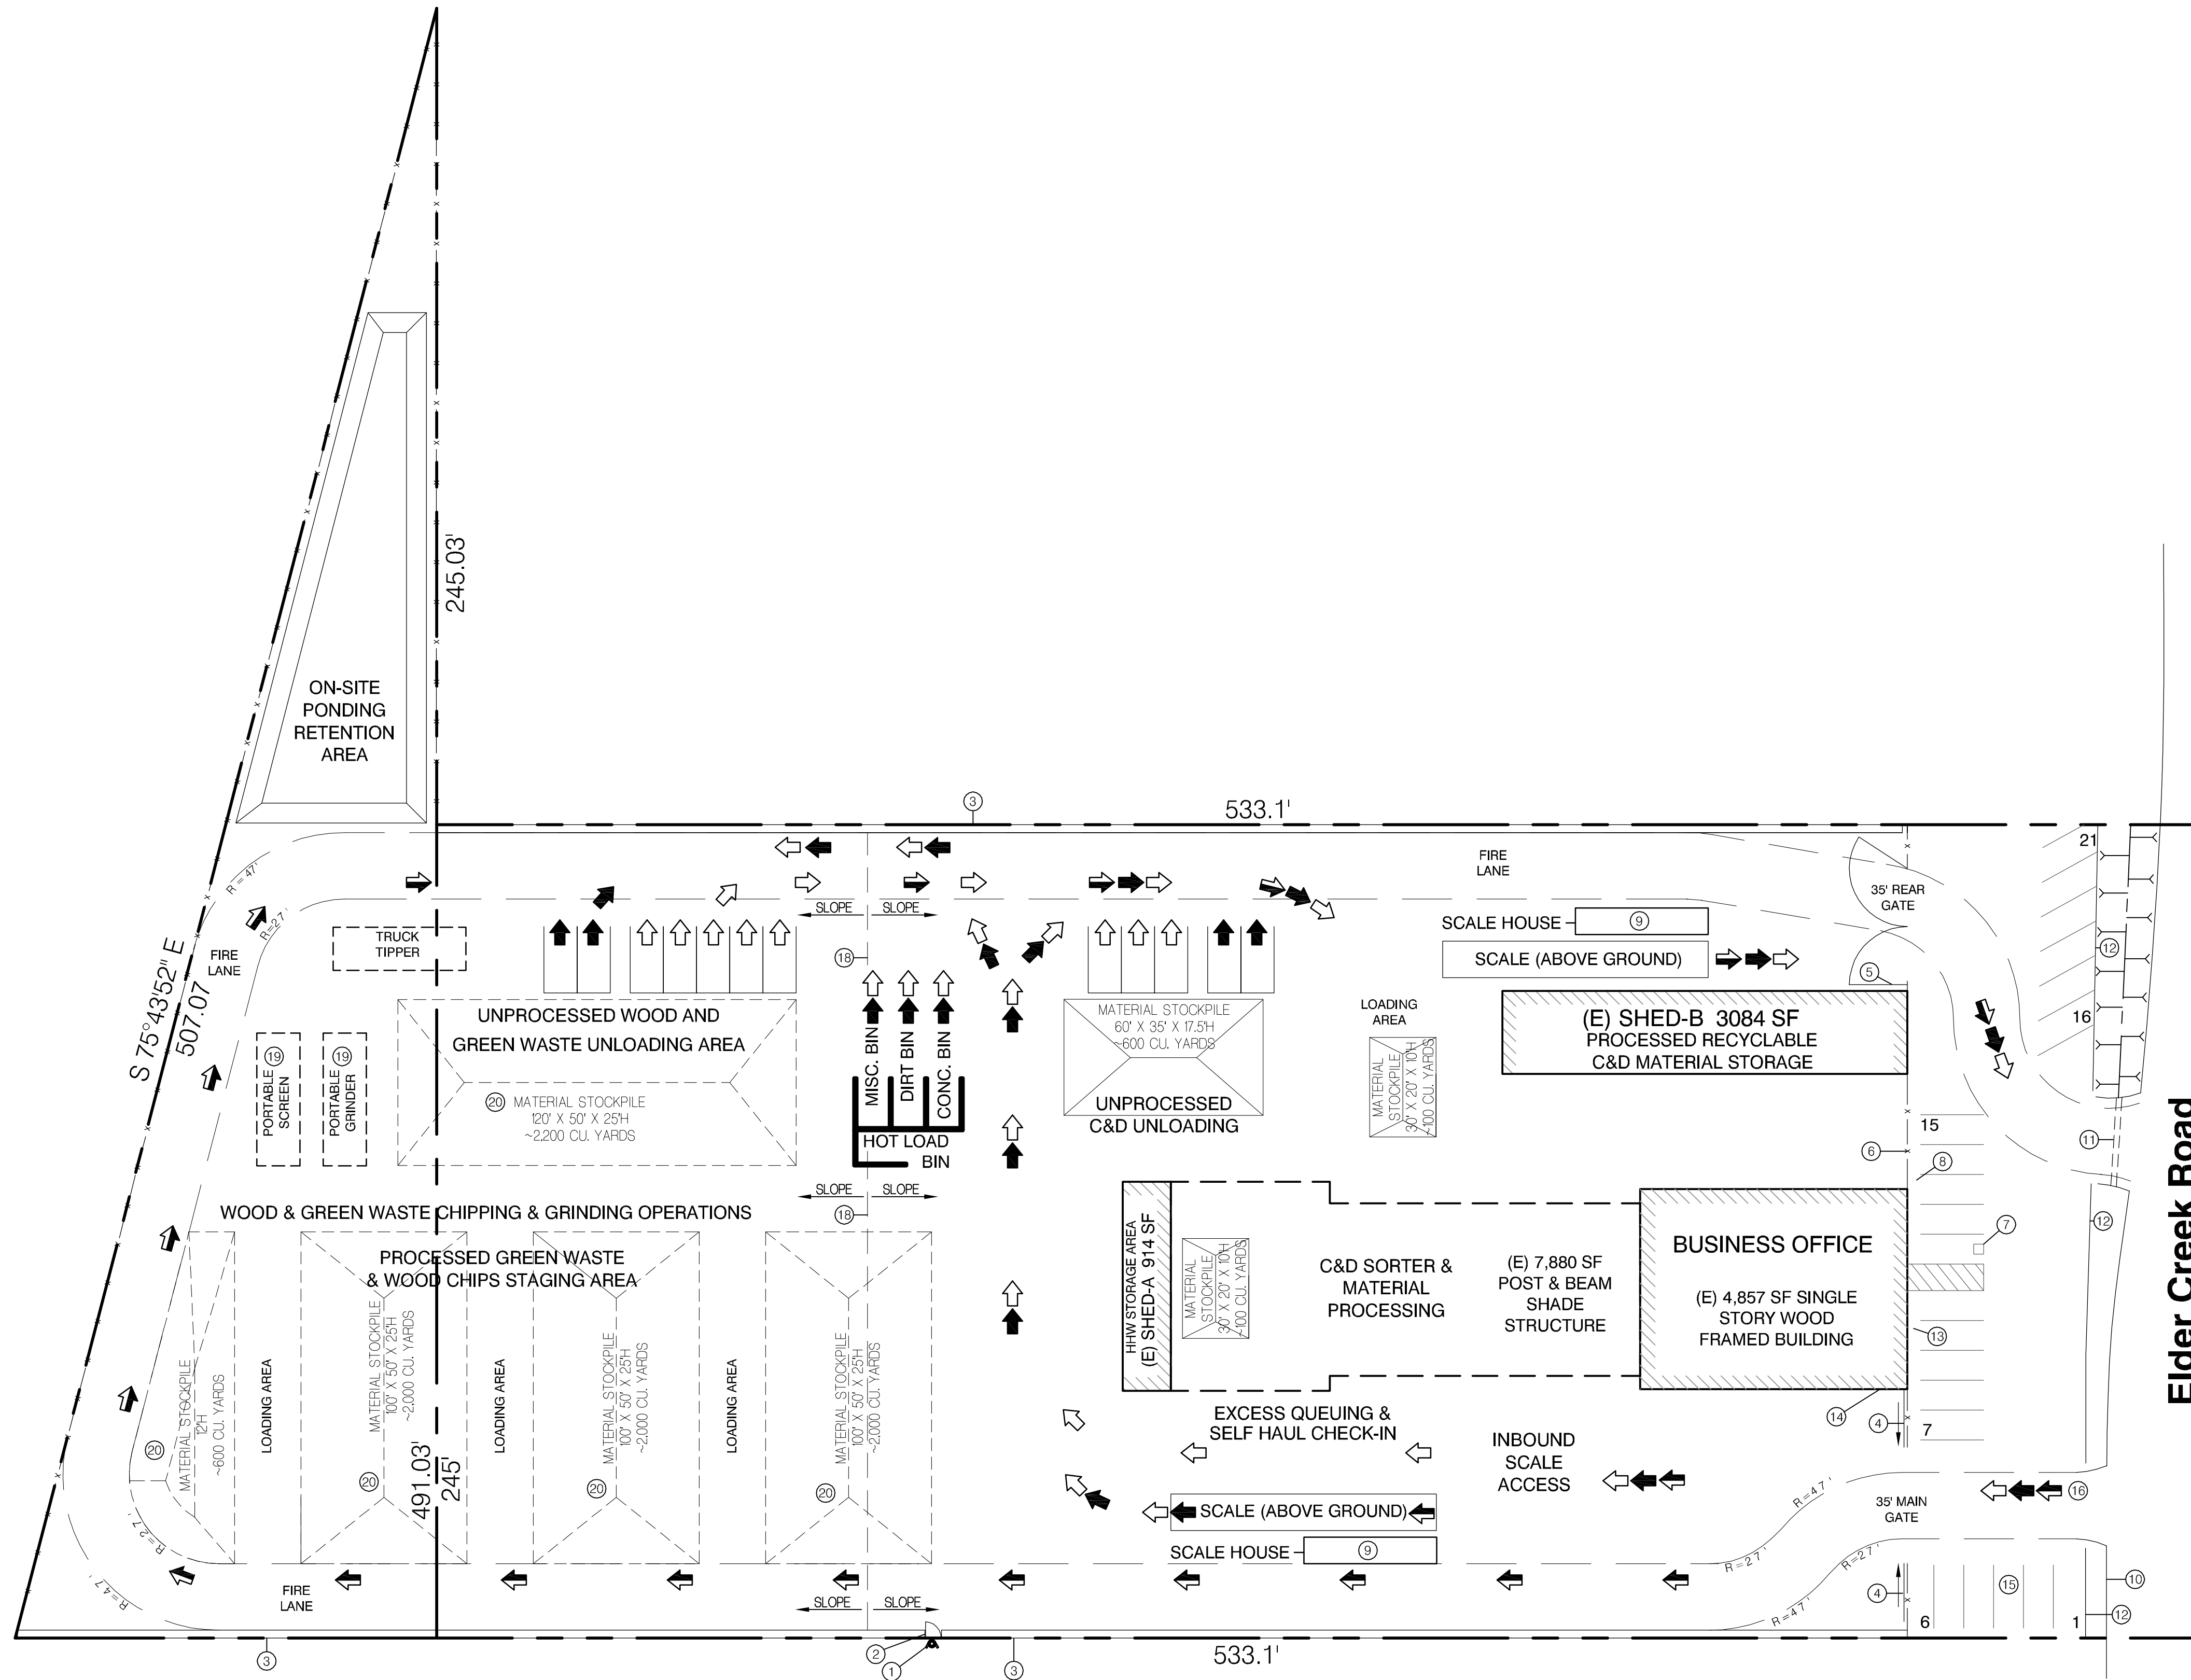 245.03'
ON-SITE
PONDING
RETENTION
AREA
S 75°43'52" E
507.07
533.1'
3
R=47'
R=27'
FIRE
LANE
TRUCK
TIPPER
SLOPE
SLOPE
18
FIRE
LANE
35' REAR
GATE
21
12
16
SCALE HOUSE
9
SCALE (ABOVE GROUND)
5
PORTABLE
SCREEN
19
PORTABLE
GRINDER
19
UNPROCESSED WOOD AND
GREEN WASTE UNLOADING AREA
20
MATERIAL STOCKPILE
120' X 50' X 25'H
~2,200 CU. YARDS
MISC. BIN
DIRT BIN
CONC. BIN
HOT LOAD
BIN
MATERIAL STOCKPILE
60' X 35' X 17.5'H
~600 CU. YARDS
UNPROCESSED
C&D UNLOADING
LOADING
AREA
MATERIAL
STOCKPILE
30' X 20' X 10'H
~100 CU. YARDS
(E) SHED-B 3084 SF
PROCESSED RECYCLABLE
C&D MATERIAL STORAGE
15
6
8
11
7
12
Elder Creek Road
SLOPE
SLOPE
18
WOOD & GREEN WASTE CHIPPING & GRINDING OPERATIONS
PROCESSED GREEN WASTE
& WOOD CHIPS STAGING AREA
MATERIAL STOCKPILE
12'H
~600 CU. YARDS
20
LOADING AREA
MATERIAL STOCKPILE
100' X 50' X 25'H
~2,000 CU. YARDS
20
491.03'
245'
LOADING AREA
MATERIAL STOCKPILE
100' X 50' X 25'H
~2,000 CU. YARDS
20
LOADING AREA
MATERIAL STOCKPILE
100' X 50' X 25'H
~2,000 CU. YARDS
20
HHW STORAGE AREA
(E) SHED-A 914 SF
MATERIAL
STOCKPILE
30' X 20' X 10'H
~100 CU. YARDS
C&D SORTER &
MATERIAL
PROCESSING
(E) 7,880 SF
POST & BEAM
SHADE
STRUCTURE
BUSINESS OFFICE
(E) 4,857 SF SINGLE
STORY WOOD
FRAMED BUILDING
13
14
4
7
EXCESS QUEUING &
SELF HAUL CHECK-IN
INBOUND
SCALE
ACCESS
SCALE (ABOVE GROUND)
SCALE HOUSE
9
R=47'
R=27'
R=27'
R=47'
35' MAIN
GATE
16
15
10
4
6
1
12
R=27'
R=47'
FIRE
LANE
SLOPE
SLOPE
3
2
1
3
533.1'